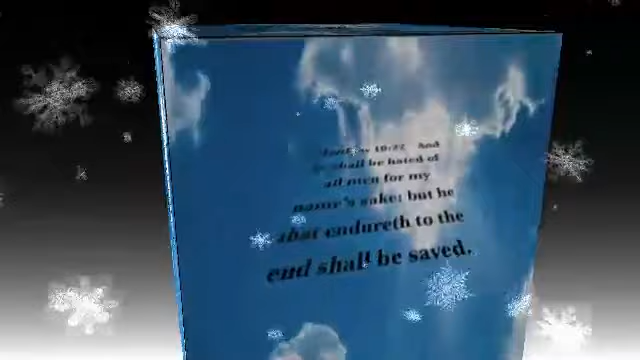 10:22 And
shall be hated of
all men for my
name's sake: but he
that endureth to the
end shall be saved.